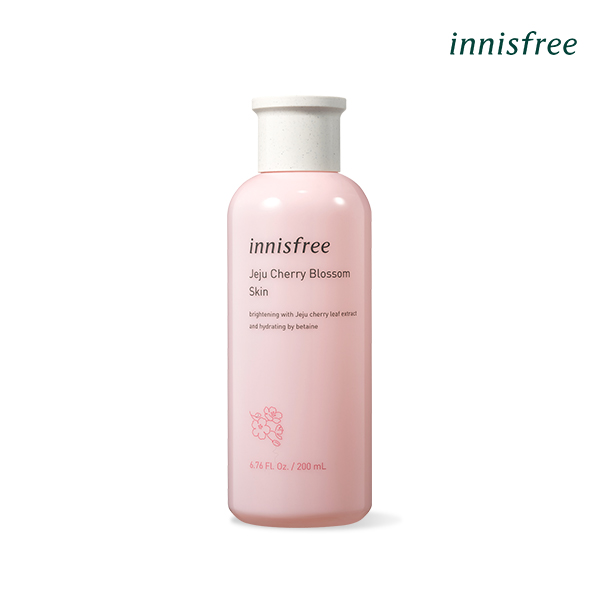 innisfree
innisfree
Jeju Cherry Blossom
Skin
brightening with Jeju cherry leaf extract
and hydrating by betaine
6.76 FL. Oz. / 200 mL